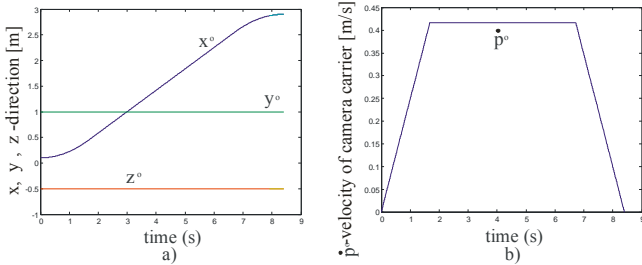 x, y, z -direction [m]
3
2.5
2
1.5
1
0.5
0
-0.5
-1
x°
y°
z°
0 1 2 3 4 5 6 7 8 9
time (s)
a)
ṗ°-velocity of camera carrier [m/s]
0.45
0.4
0.35
0.3
0.25
0.2
0.15
0.1
0.05
0
ṗ°
0 1 2 3 4 5 6 7 8 9
time (s)
b)